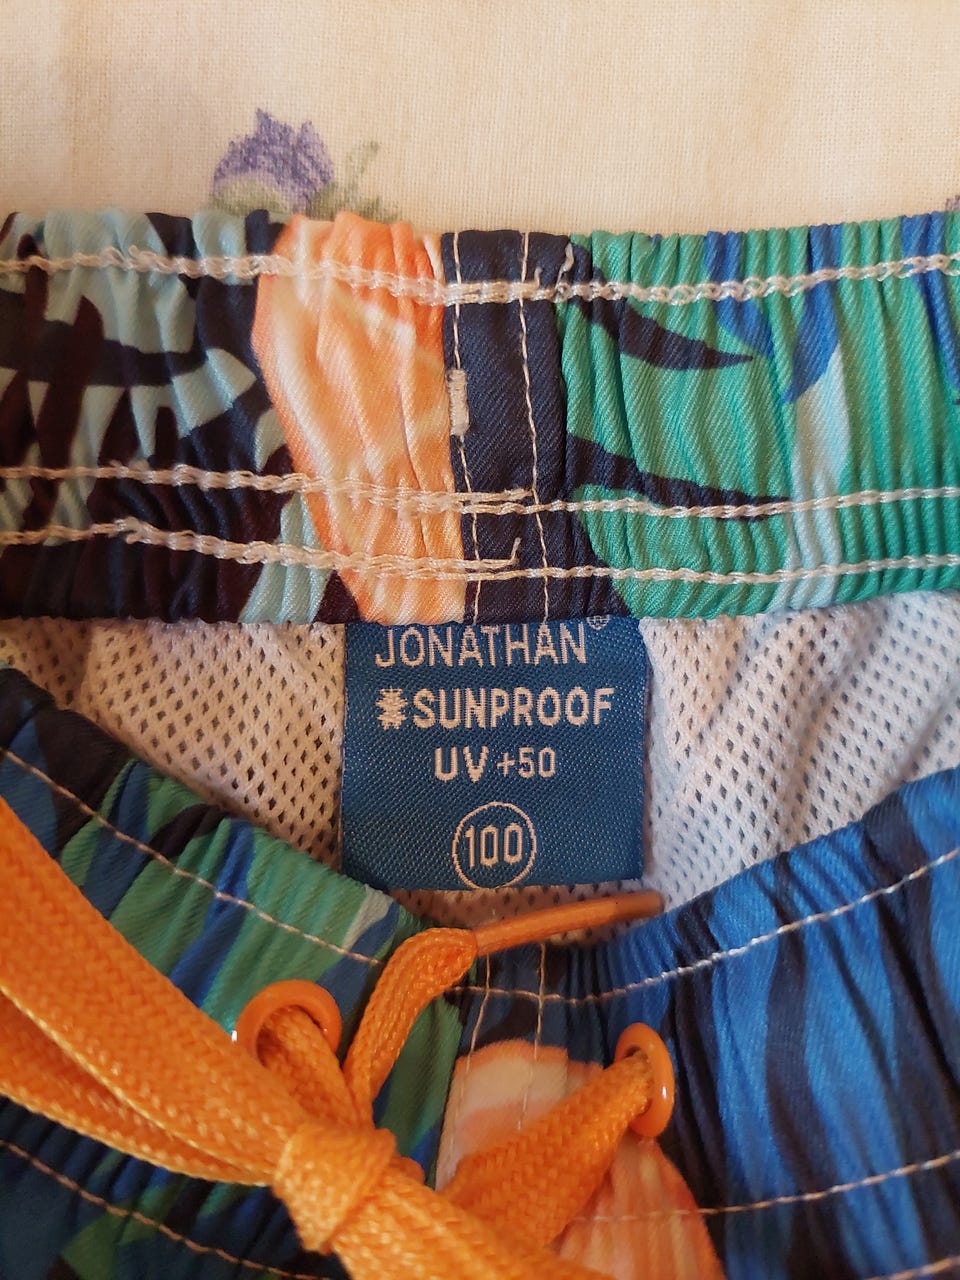 JONATHAN®
SUNPROOF
UV +50
100